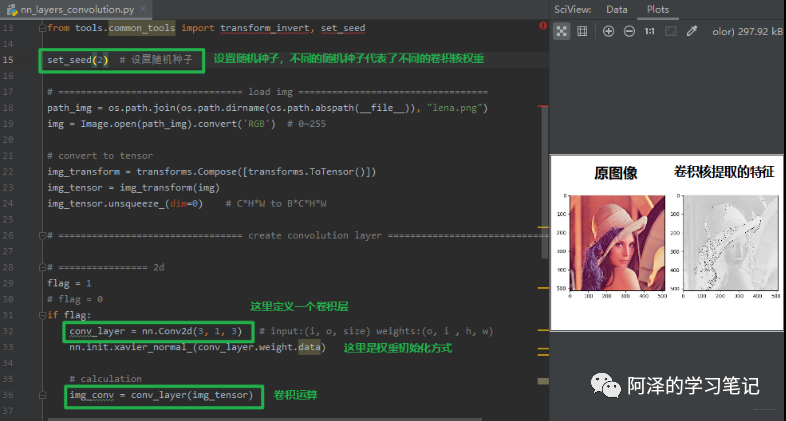 nn_layers_convolution.py
SciView: Data Plots
olor) 297.92 kB
1:1
13 from tools.common_tools import transform_invert, set_seed
14
15 set_seed(2) # 设置随机种子 设置随机种子，不同的随机种子代表了不同的卷积核权重
16
17 # ================================ load img ==================================
18 path_img = os.path.join(os.path.dirname(os.path.abspath(__file__)), "lena.png")
19 img = Image.open(path_img).convert('RGB') # 0~255
20
21 # convert to tensor
22 img_transform = transforms.Compose([transforms.ToTensor()])
23 img_tensor = img_transform(img)
24 img_tensor.unsqueeze_(dim=0) # C*H*W to B*C*H*W
25
26 # ================================ create convolution layer ============================
27
28 # ================ 2d
29 flag = 1
30 # flag = 0
这里定义一个卷积层
31 if flag:
32 conv_layer = nn.Conv2d(3, 1, 3) # input:(i, o, size) weights:(o, i , h, w)
33 nn.init.xavier_normal_(conv_layer.weight.data) 这里是权重初始化方式
34
35 # calculation
36 img_conv = conv_layer(img_tensor) 卷积运算
37
原图像 卷积核提取的特征
0
100
200
300
400
500
0 100 200 300 400 500
0
100
200
300
400
500
0 100 200 300 400 500
阿泽的学习笔记